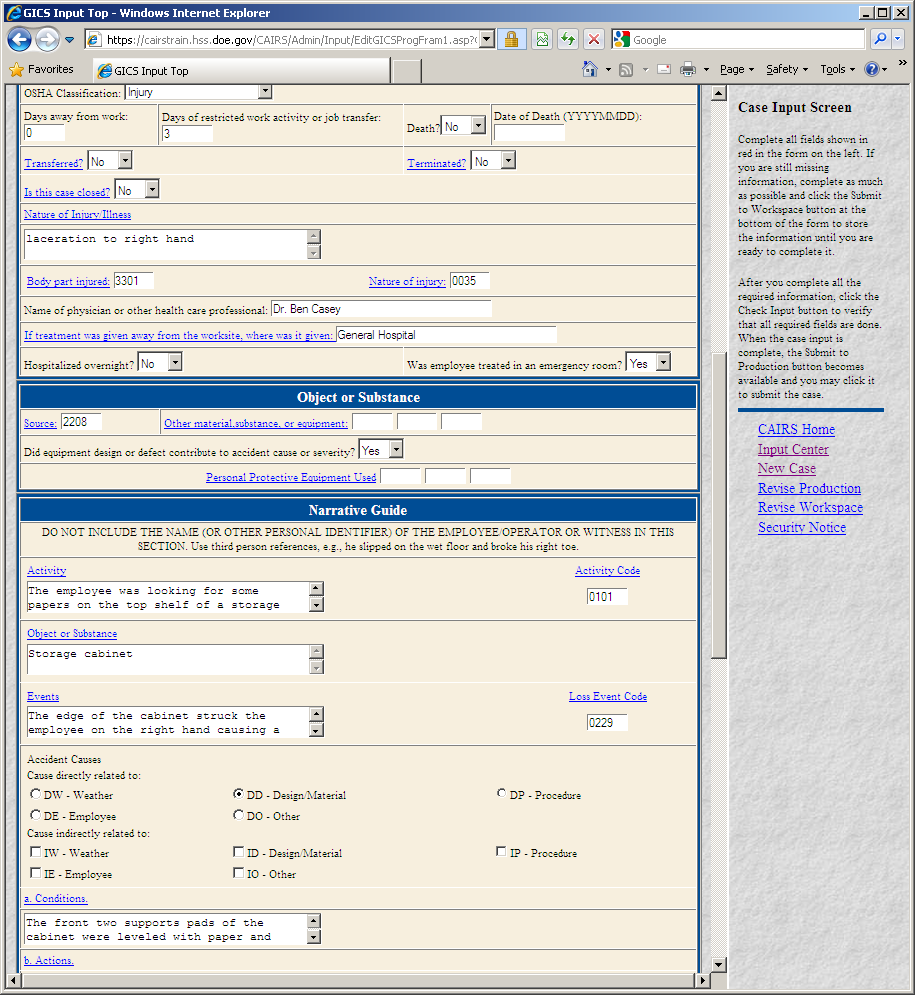 GICS Input Top - Windows Internet Explorer
https://cairstrain.hss.doe.gov/CAIRS/Admin/Input/EditGICSProgFram1.asp?
Google
Favorites
GICS Input Top
Page
Safety
Tools
OSHA Classification: Injury
Days away from work:
0
Days of restricted work activity or job transfer:
3
Death? No
Date of Death (YYYYMMDD):
Transferred? No
Terminated? No
Is this case closed? No
Nature of Injury/Illness
laceration to right hand
Body part injured: 3301
Nature of injury: 0035
Name of physician or other health care professional: Dr. Ben Casey
If treatment was given away from the worksite, where was it given: General Hospital
Hospitalized overnight? No
Was employee treated in an emergency room? Yes
Object or Substance
Source: 2208
Other material,substance, or equipment:
Did equipment design or defect contribute to accident cause or severity? Yes
Personal Protective Equipment Used
Narrative Guide
DO NOT INCLUDE THE NAME (OR OTHER PERSONAL IDENTIFIER) OF THE EMPLOYEE/OPERATOR OR WITNESS IN THIS
SECTION. Use third person references, e.g., he slipped on the wet floor and broke his right toe.
Activity
Activity Code
The employee was looking for some
papers on the top shelf of a storage
0101
Object or Substance
Storage cabinet
Events
Loss Event Code
The edge of the cabinet struck the
employee on the right hand causing a
0229
Accident Causes
Cause directly related to:
DW - Weather
DD - Design/Material
DP - Procedure
DE - Employee
DO - Other
Cause indirectly related to:
IW - Weather
ID - Design/Material
IP - Procedure
IE - Employee
IO - Other
a. Conditions.
The front two supports pads of the
cabinet were leveled with paper and
b. Actions.
Case Input Screen
Complete all fields shown in
red in the form on the left. If
you are still missing
information, complete as much
as possible and click the Submit
to Workspace button at the
bottom of the form to store
the information until you are
ready to complete it.
After you complete all the
required information, click the
Check Input button to verify
that all required fields are done.
When the case input is
complete, the Submit to
Production button becomes
available and you may click it
to submit the case.
CAIRS Home
Input Center
New Case
Revise Production
Revise Workspace
Security Notice